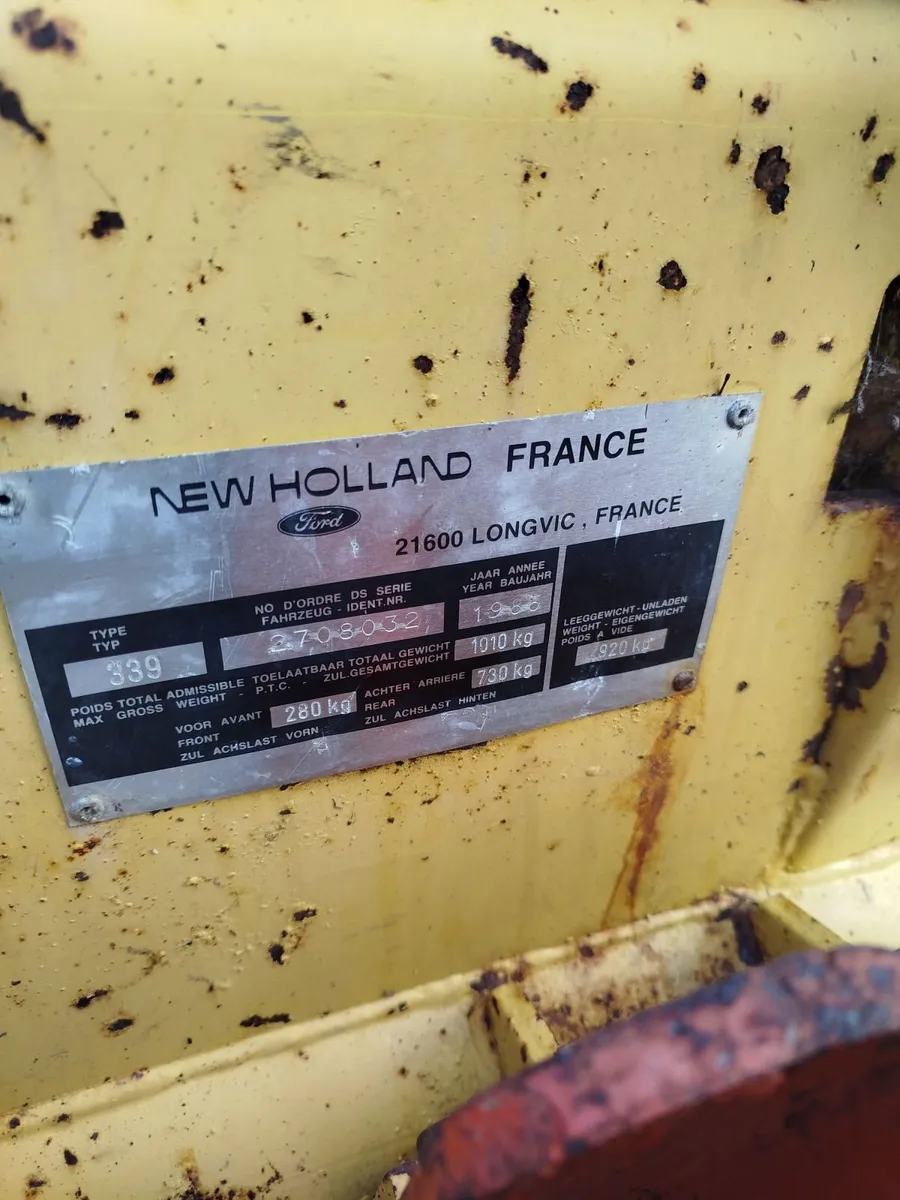 NEW HOLLAND FRANCE
Ford
21600 LONGVIC , FRANCE
TYPE
TYP
339
NO D'ORDRE DS SERIE
FAHRZEUG - IDENT.NR.
2708032
JAAR ANNEE
YEAR BAUJAHR
1988
POIDS TOTAL ADMISSIBLE TOELAATBAAR TOTAAL GEWICHT
MAX GROSS WEIGHT - P.T.C. - ZUL.GESAMTGEWICHT
1010 kg
VOOR AVANT
FRONT
ZUL ACHSLAST VORN
280 kg
ACHTER ARRIERE
REAR
ZUL ACHSLAST HINTEN
730 kg
LEEGGEWICHT - UNLADEN
WEIGHT - EIGENGEWICHT
POIDS A VIDE
920 kg